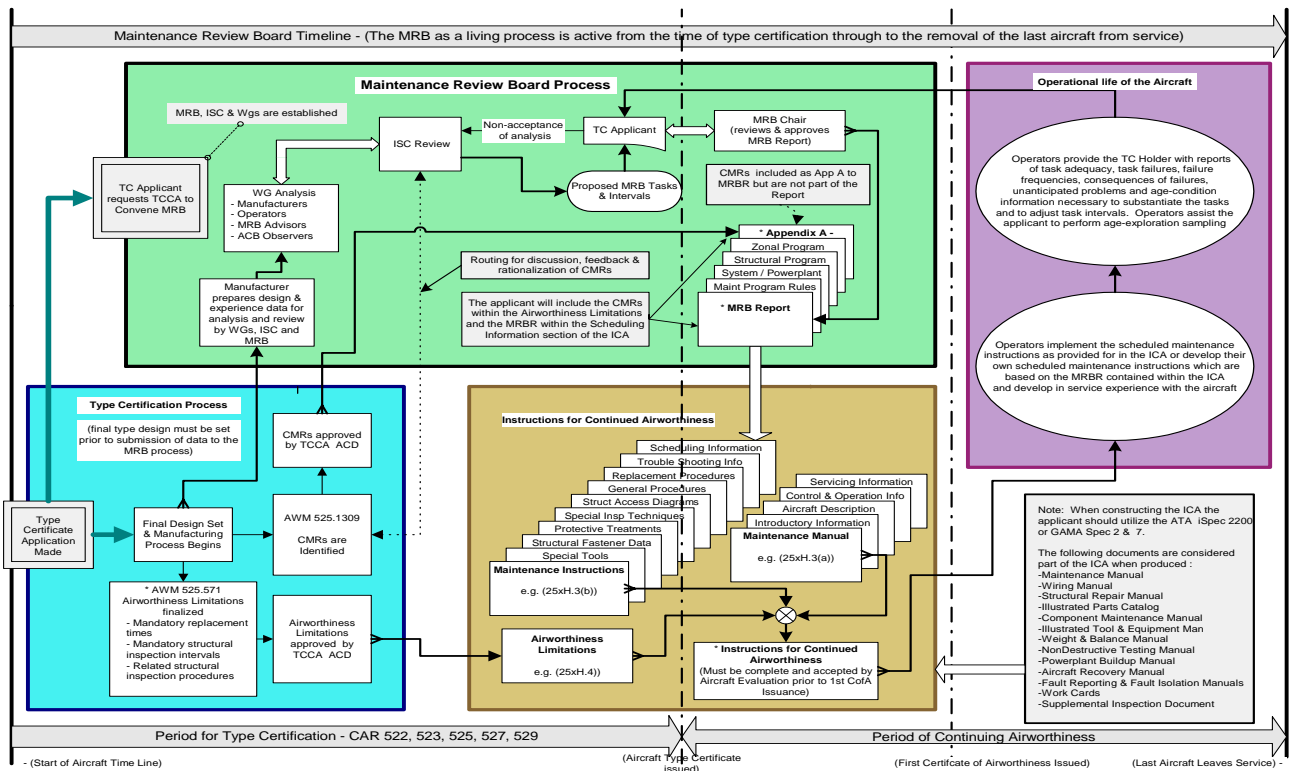 Maintenance Review Board Timeline - (The MRB as a living process is active from the time of type certification through to the removal of the last aircraft from service)
Maintenance Review Board Process
MRB, ISC & Wgs are established
TC Applicant
requests TCCA to
Convene MRB
WG Analysis
- Manufacturers
- Operators
- MRB Advisors
- ACB Observers
Manufacturer
prepares design &
experience data for
analysis and review
by WGs, ISC and
MRB
ISC Review
Non-acceptance
of analysis
TC Applicant
MRB Chair
(reviews & approves
MRB Report)
Proposed MRB Tasks
& Intervals
CMRs included as App A to
MRBR but are not part of the
Report
* Appendix A -
Zonal Program
Structural Program
System / Powerplant
Maint Program Rules
* MRB Report
Routing for discussion, feedback &
rationalization of CMRs
The applicant will include the CMRs
within the Airworthiness Limitations
and the MRBR within the Scheduling
Information section of the ICA
Operational life of the Aircraft
Operators provide the TC Holder with reports
of task adequacy, task failures, failure
frequencies, consequences of failures,
unanticipated problems and age-condition
information necessary to substantiate the tasks
and to adjust task intervals. Operators assist the
applicant to perform age-exploration sampling
Operators implement the scheduled maintenance
instructions as provided for in the ICA or develop their
own scheduled maintenance instructions which are
based on the MRBR contained within the ICA
and develop in service experience with the aircraft
Type Certification Process
(final type design must be set
prior to submission of data to the
MRB process)
CMRs approved
by TCCA ACD
Type
Certificate
Application
Made
Final Design Set
& Manufacturing
Process Begins
AWM 525.1309
CMRs are
Identified
* AWM 525.571
Airworthiness Limitations
finalized
- Mandatory replacement
times
- Mandatory structural
inspection intervals
- Related structural
inspection procedures
Airworthiness
Limitations
approved by
TCCA ACD
Instructions for Continued Airworthiness
Scheduling Information
Trouble Shooting Info
Replacement Procedures
General Procedures
Struct Access Diagrams
Special Insp Techniques
Protective Treatments
Structural Fastener Data
Special Tools
Maintenance Instructions
e.g. (25xH.3(b))
Servicing Information
Control & Operation Info
Aircraft Description
Introductory Information
Maintenance Manual
e.g. (25xH.3(a))
Airworthiness
Limitations
e.g. (25xH.4))
* Instructions for Continued
Airworthiness
(Must be complete and accepted by
Aircraft Evaluation prior to 1st CofA
Issuance)
Note: When constructing the ICA the
applicant should utilize the ATA iSpec 2200
or GAMA Spec 2 & 7.
The following documents are considered
part of the ICA when produced :
-Maintenance Manual
-Wiring Manual
-Structural Repair Manual
-Illustrated Parts Catalog
-Component Maintenance Manual
-Illustrated Tool & Equipment Man
-Weight & Balance Manual
-NonDestructive Testing Manual
-Powerplant Buildup Manual
-Aircraft Recovery Manual
-Fault Reporting & Fault Isolation Manuals
-Work Cards
-Supplemental Inspection Document
Period for Type Certification - CAR 522, 523, 525, 527, 529
Period of Continuing Airworthiness
- (Start of Aircraft Time Line)
(Aircraft Type Certificate
issued)
(First Certifcate of Airworthiness Issued)
(Last Aircraft Leaves Service) -